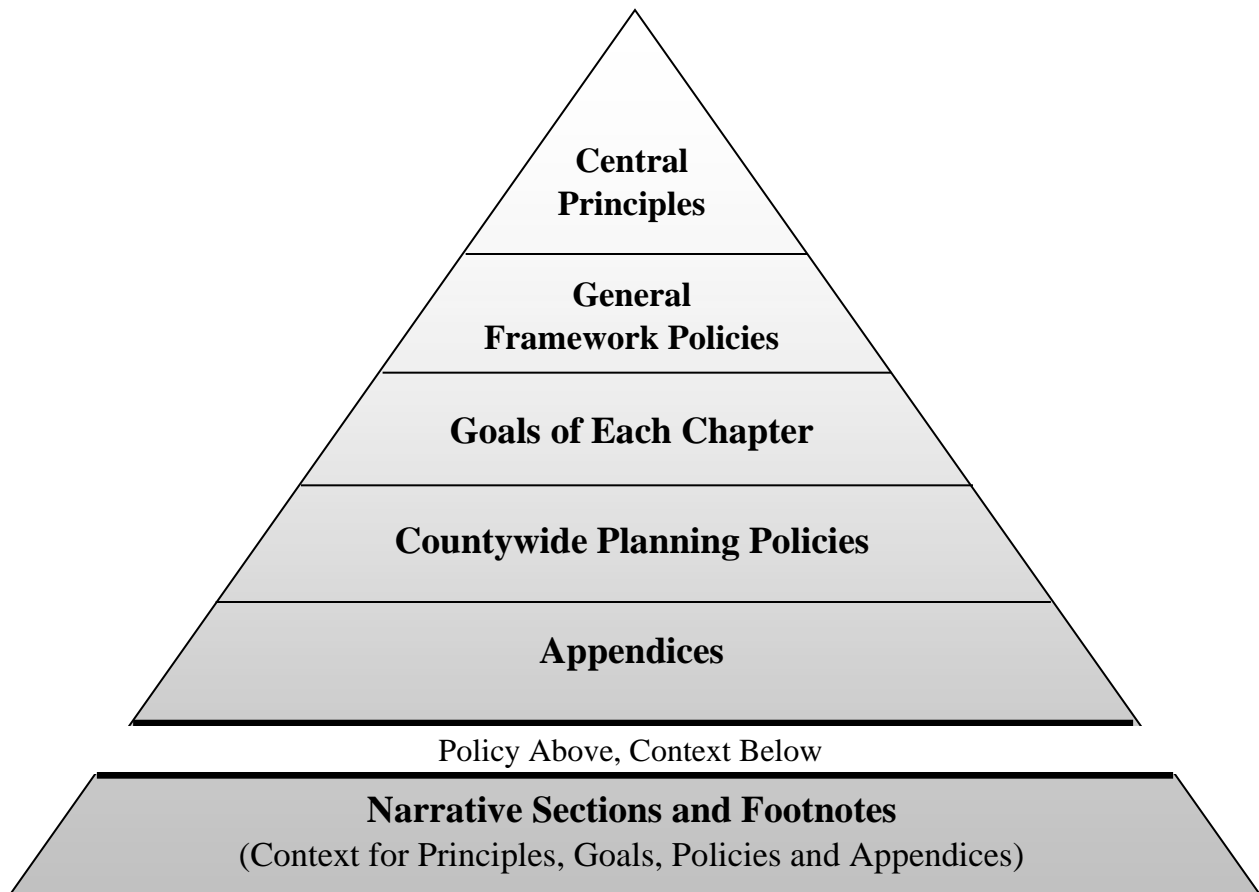 Central
Principles
General
Framework Policies
Goals of Each Chapter
Countywide Planning Policies
Appendices
Policy Above, Context Below
Narrative Sections and Footnotes
(Context for Principles, Goals, Policies and Appendices)